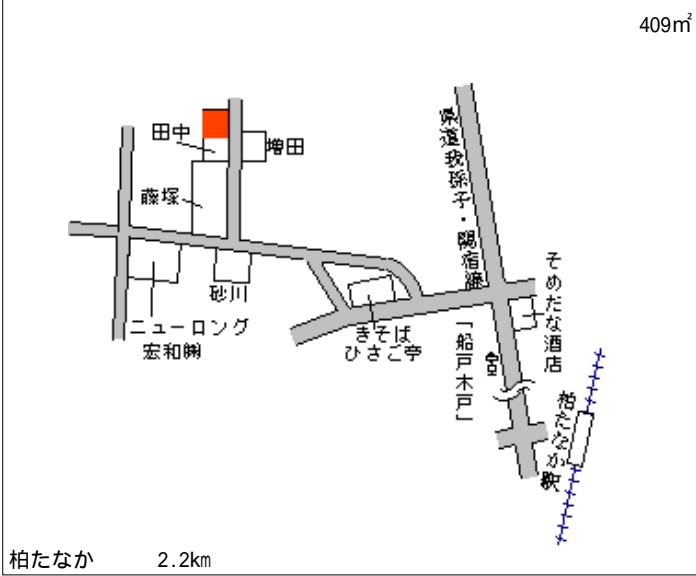 409㎡
田中
増田
藤塚
砂川
ニューロング
宏和㈱
県道我孫子・関宿線
そめだな酒店
きそば
ひさご亭
「船戸木戸」
柏たなか駅
柏たなか 2.2km